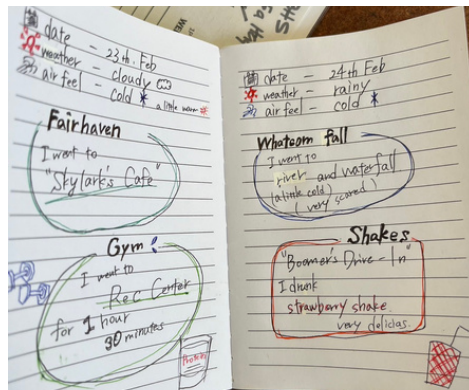 date - 23th. Feb
weather - cloudy
air feel - cold * a little warm
Fairhaven
I went to
"Skylark's Cafe"
Gym!
I went to
Rec Center
for 1 hour
30 minutes
Protein
date - 24th Feb
weather - rainy
air feel - cold *
Whatcom fall
I went to
river and waterfall
(a little cold)
(very scared)
Shakes
"Boomer's Drive-In"
I drunk
strawberry shake.
very delicias.